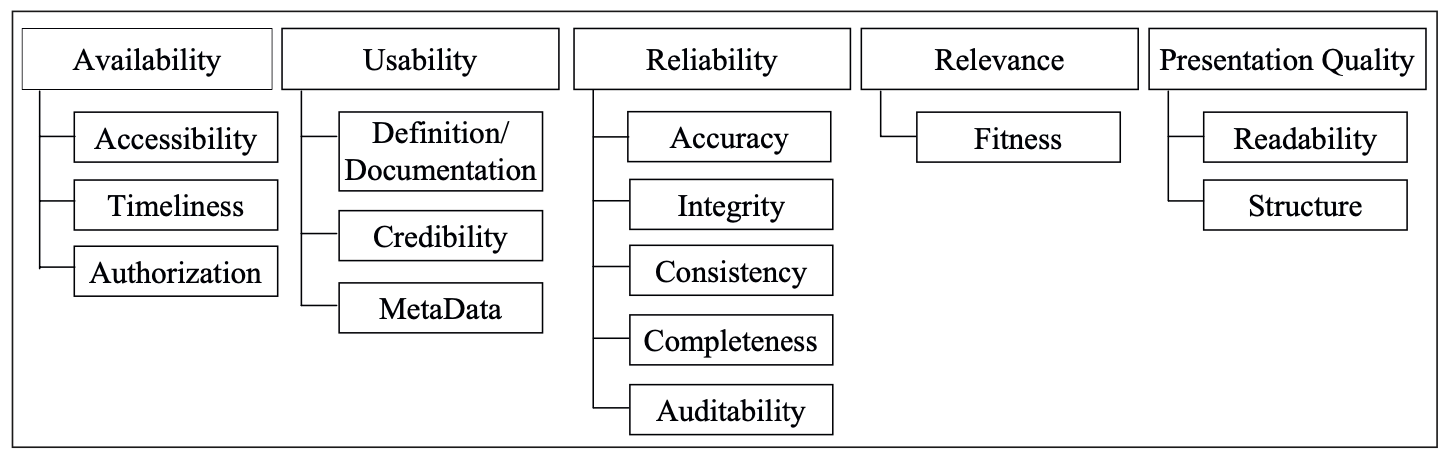 Availability
Accessibility
Timeliness
Authorization
Usability
Definition/
Documentation
Credibility
MetaData
Reliability
Accuracy
Integrity
Consistency
Completeness
Auditability
Relevance
Fitness
Presentation Quality
Readability
Structure